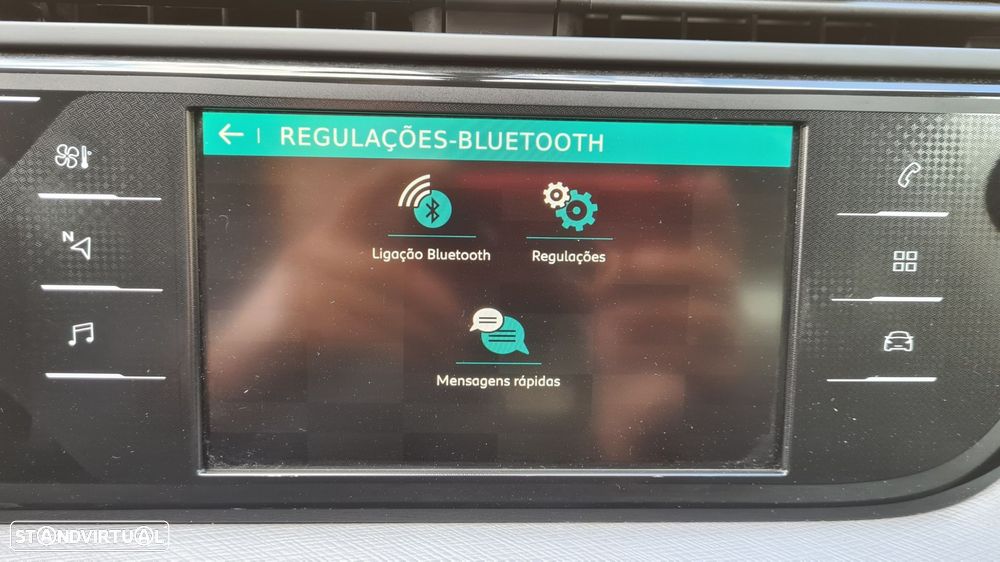 REGULAÇÕES-BLUETOOTH
N
Ligação Bluetooth
Regulações
Mensagens rápidas
STANDVIRTUAL